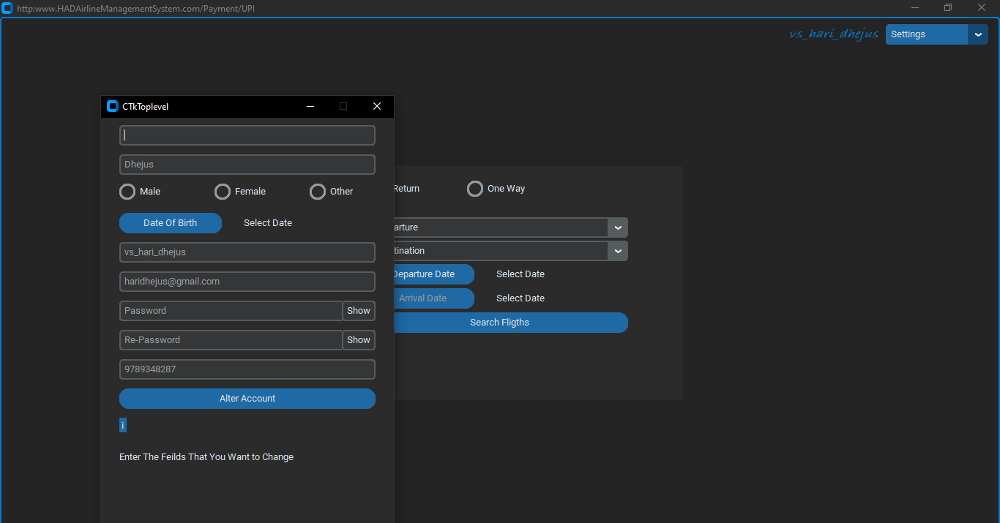 http:www.HADAirlineManagementSystem.com/Payment/UPI
vs_hari_dhejus Settings
CTkToplevel
Dhejus
Male Female Other
Date Of Birth Select Date
vs_hari_dhejus
haridhejus@gmail.com
Password Show
Re-Password Show
9789348287
Alter Account
i
Enter The Feilds That You Want to Change
Return One Way
arture
tination
Departure Date Select Date
Arrival Date Select Date
Search Fligths